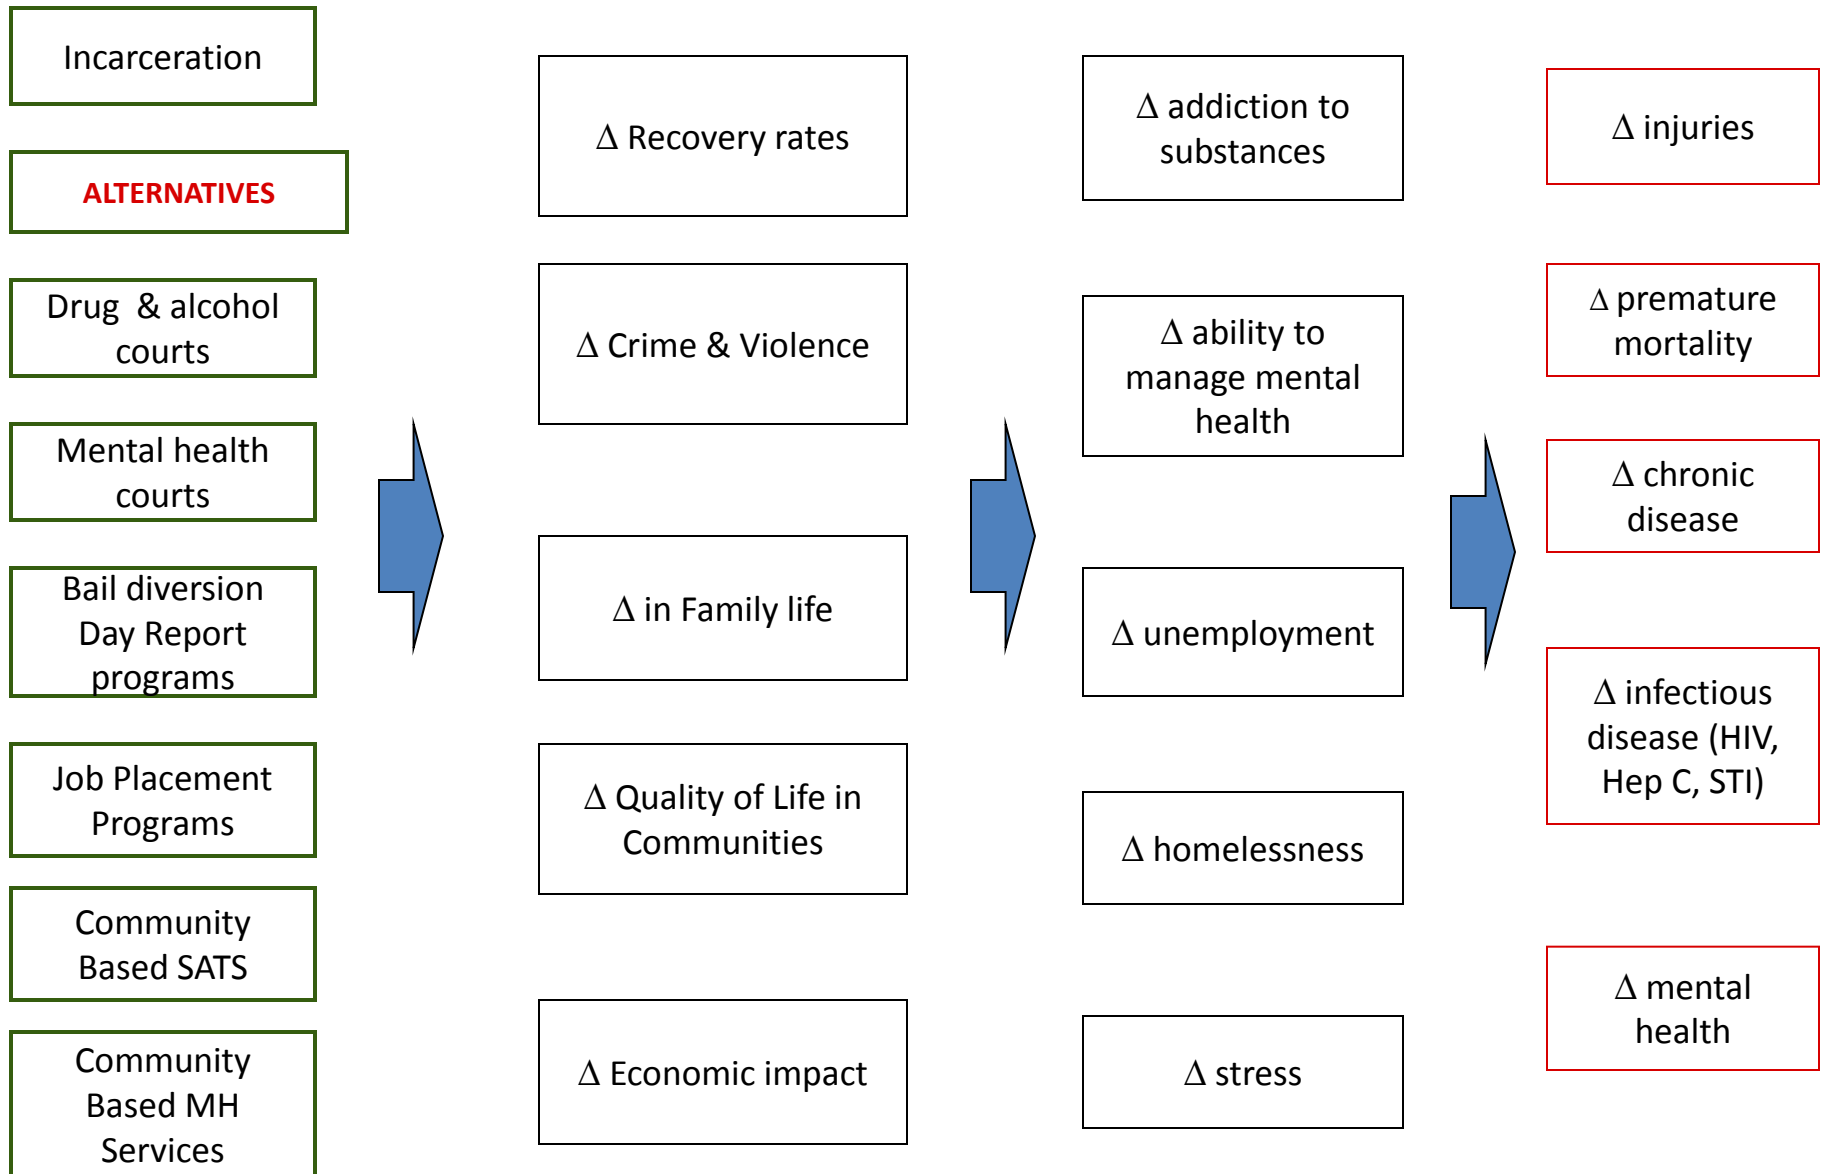 Incarceration
ALTERNATIVES
Drug & alcohol
courts
Mental health
courts
Bail diversion
Day Report
programs
Job Placement
Programs
Community
Based SATS
Community
Based MH
Services
Δ Recovery rates
Δ Crime & Violence
Δ in Family life
Δ Quality of Life in
Communities
Δ Economic impact
Δ addiction to
substances
Δ ability to
manage mental
health
Δ unemployment
Δ homelessness
Δ stress
Δ injuries
Δ premature
mortality
Δ chronic
disease
Δ infectious
disease (HIV,
Hep C, STI)
Δ mental
health